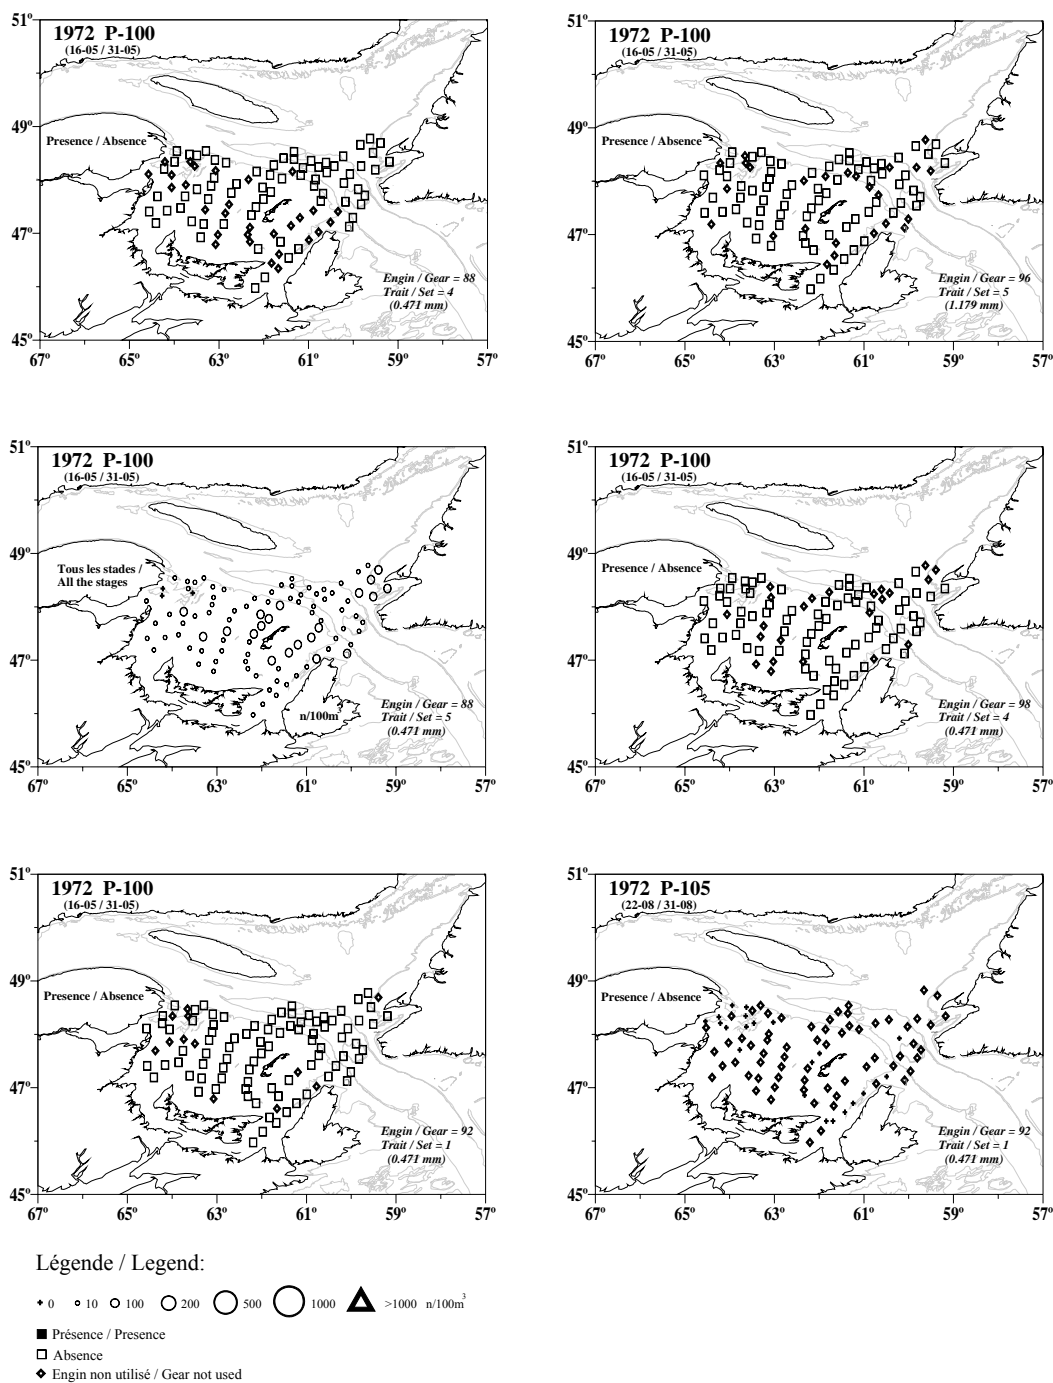 51º
1972 P-100
(16-05 / 31-05)
49º
Presence / Absence
47º
Engin / Gear = 88
Trait / Set = 4
(0.471 mm)
45º
67º 65º 63º 61º 59º 57º
51º
1972 P-100
(16-05 / 31-05)
49º
Presence / Absence
47º
Engin / Gear = 96
Trait / Set = 5
(1.179 mm)
45º
67º 65º 63º 61º 59º 57º
51º
1972 P-100
(16-05 / 31-05)
49º
Tous les stades /
All the stages
47º
n/100m
Engin / Gear = 88
Trait / Set = 5
(0.471 mm)
45º
67º 65º 63º 61º 59º 57º
51º
1972 P-100
(16-05 / 31-05)
49º
Presence / Absence
47º
Engin / Gear = 98
Trait / Set = 4
(0.471 mm)
45º
67º 65º 63º 61º 59º 57º
51º
1972 P-100
(16-05 / 31-05)
49º
Presence / Absence
47º
Engin / Gear = 92
Trait / Set = 1
(0.471 mm)
45º
67º 65º 63º 61º 59º 57º
51º
1972 P-105
(22-08 / 31-08)
49º
Presence / Absence
47º
Engin / Gear = 92
Trait / Set = 1
(0.471 mm)
45º
67º 65º 63º 61º 59º 57º
Légende / Legend:
0 10 100 200 500 1000 >1000 n/100m³
Présence / Presence
Absence
Engin non utilisé / Gear not used